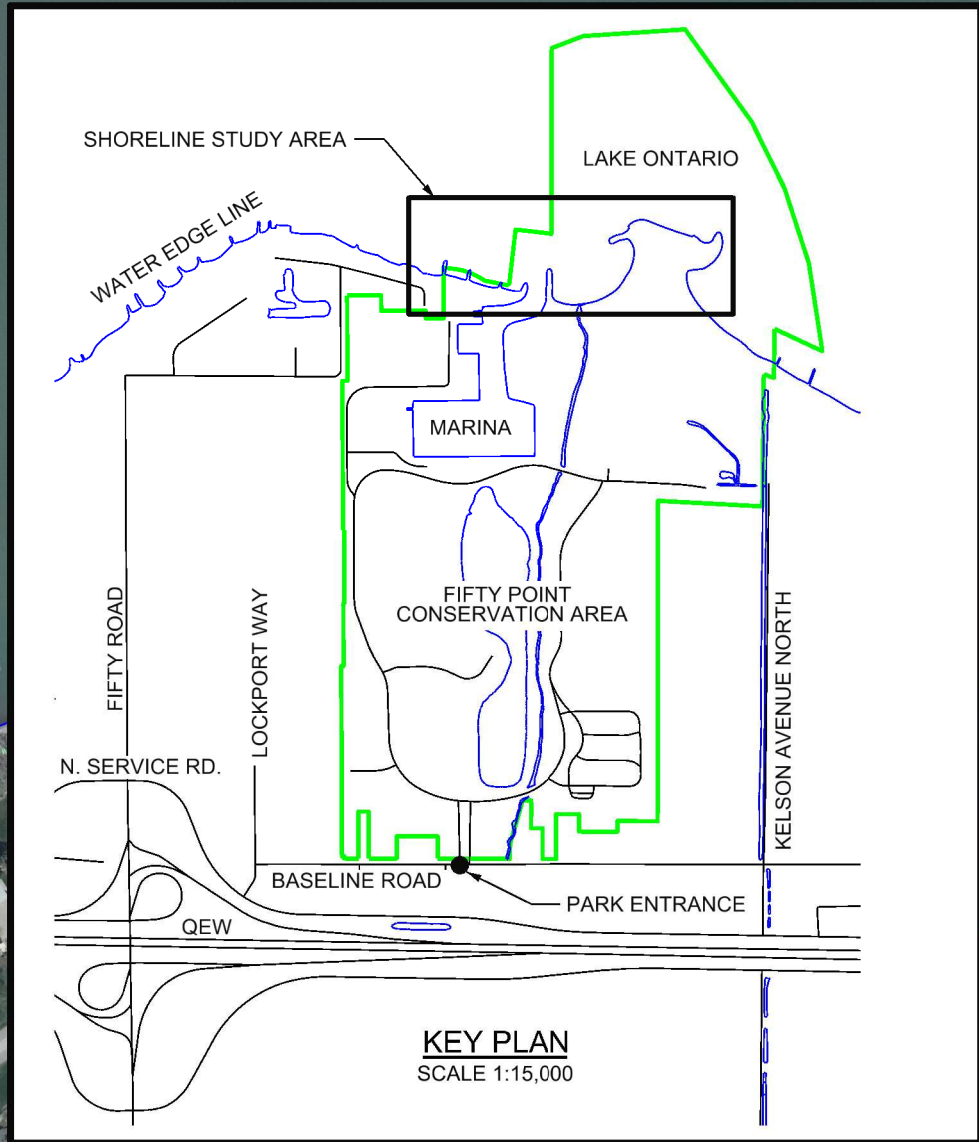 SHORELINE STUDY AREA
LAKE ONTARIO
WATER EDGE LINE
MARINA
FIFTY POINT
CONSERVATION AREA
FIFTY ROAD
LOCKPORT WAY
KELSON AVENUE NORTH
N. SERVICE RD.
BASELINE ROAD
PARK ENTRANCE
QEW
KEY PLAN
SCALE 1:15,000